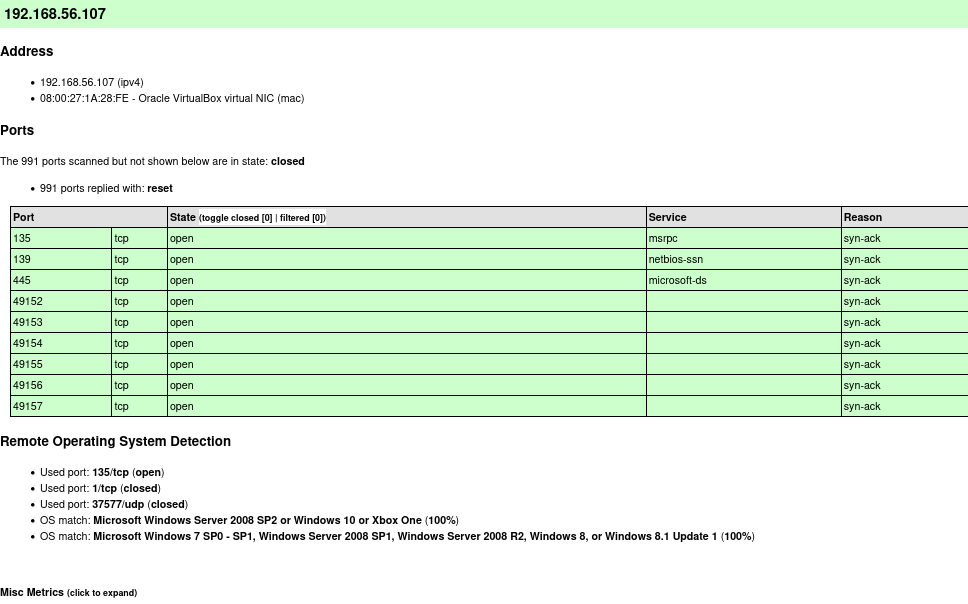 192.168.56.107
Address
192.168.56.107 (ipv4)
08:00:27:1A:28:FE - Oracle VirtualBox virtual NIC (mac)
Ports
The 991 ports scanned but not shown below are in state: closed
991 ports replied with: reset
Port State (toggle closed [0] | filtered [0]) Service Reason
135 tcp open msrpc syn-ack
139 tcp open netbios-ssn syn-ack
445 tcp open microsoft-ds syn-ack
49152 tcp open syn-ack
49153 tcp open syn-ack
49154 tcp open syn-ack
49155 tcp open syn-ack
49156 tcp open syn-ack
49157 tcp open syn-ack
Remote Operating System Detection
Used port: 135/tcp (open)
Used port: 1/tcp (closed)
Used port: 37577/udp (closed)
OS match: Microsoft Windows Server 2008 SP2 or Windows 10 or Xbox One (100%)
OS match: Microsoft Windows 7 SP0 - SP1, Windows Server 2008 SP1, Windows Server 2008 R2, Windows 8, or Windows 8.1 Update 1 (100%)
Misc Metrics (click to expand)